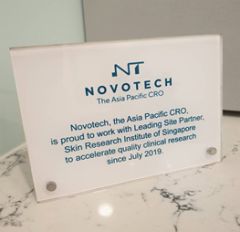 NT
NOVOTECH
The Asia Pacific CRO
Novotech, the Asia Pacific CRO,
is proud to work with Leading Site Partner,
Skin Research Institute of Singapore
to accelerate quality clinical research
since July 2019.